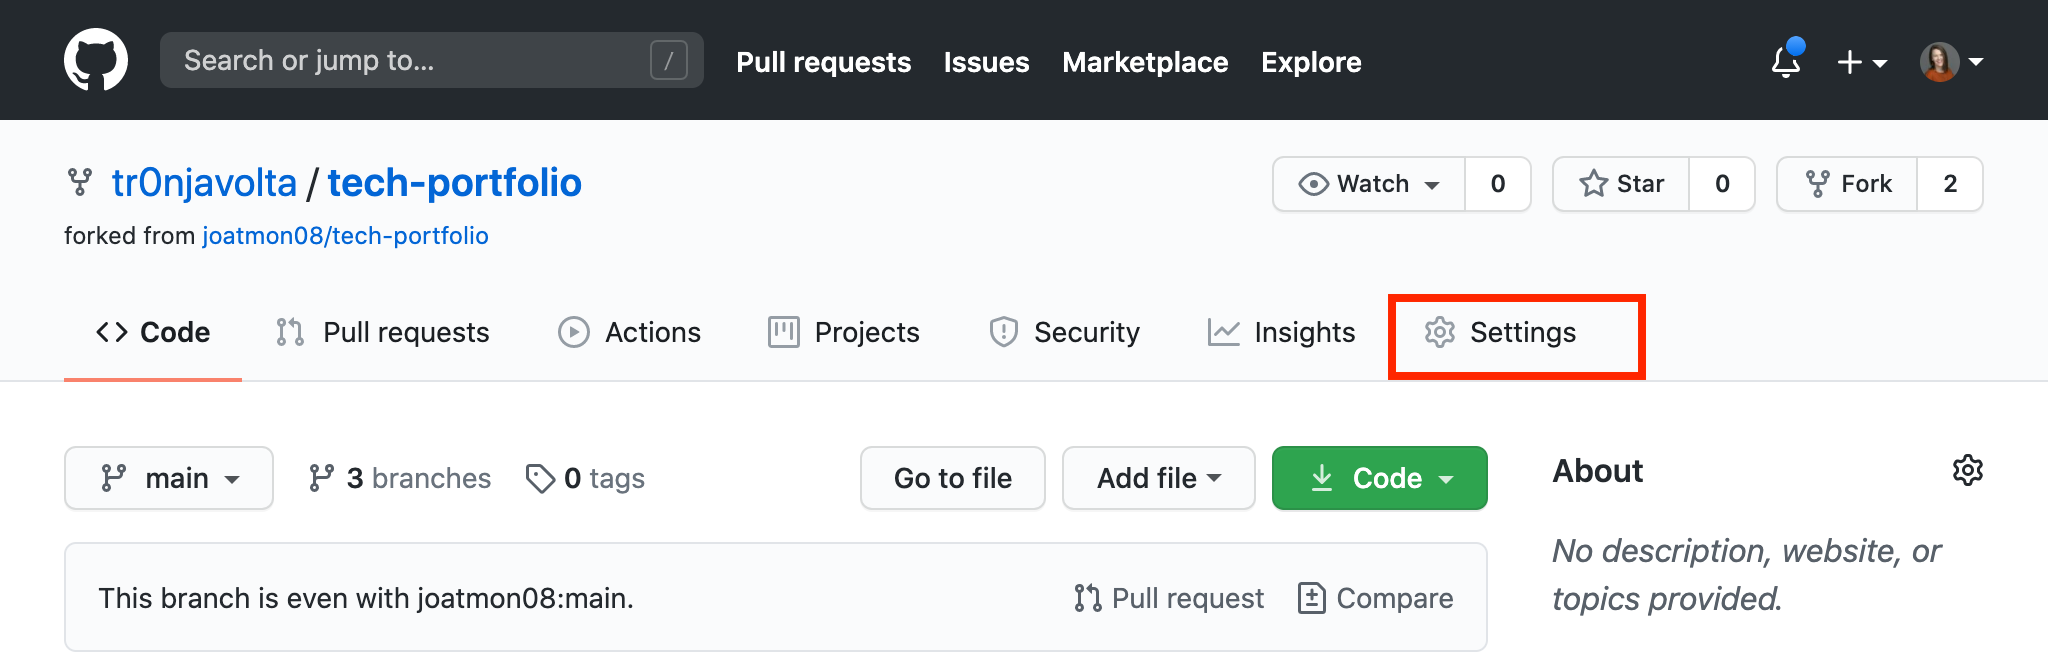 Search or jump to... / Pull requests Issues Marketplace Explore
tr0njavolta / tech-portfolio Watch 0 Star 0 Fork 2
forked from joatmon08/tech-portfolio
Code Pull requests Actions Projects Security Insights Settings
main 3 branches 0 tags Go to file Add file Code About
No description, website, or
topics provided.
This branch is even with joatmon08:main. Pull request Compare